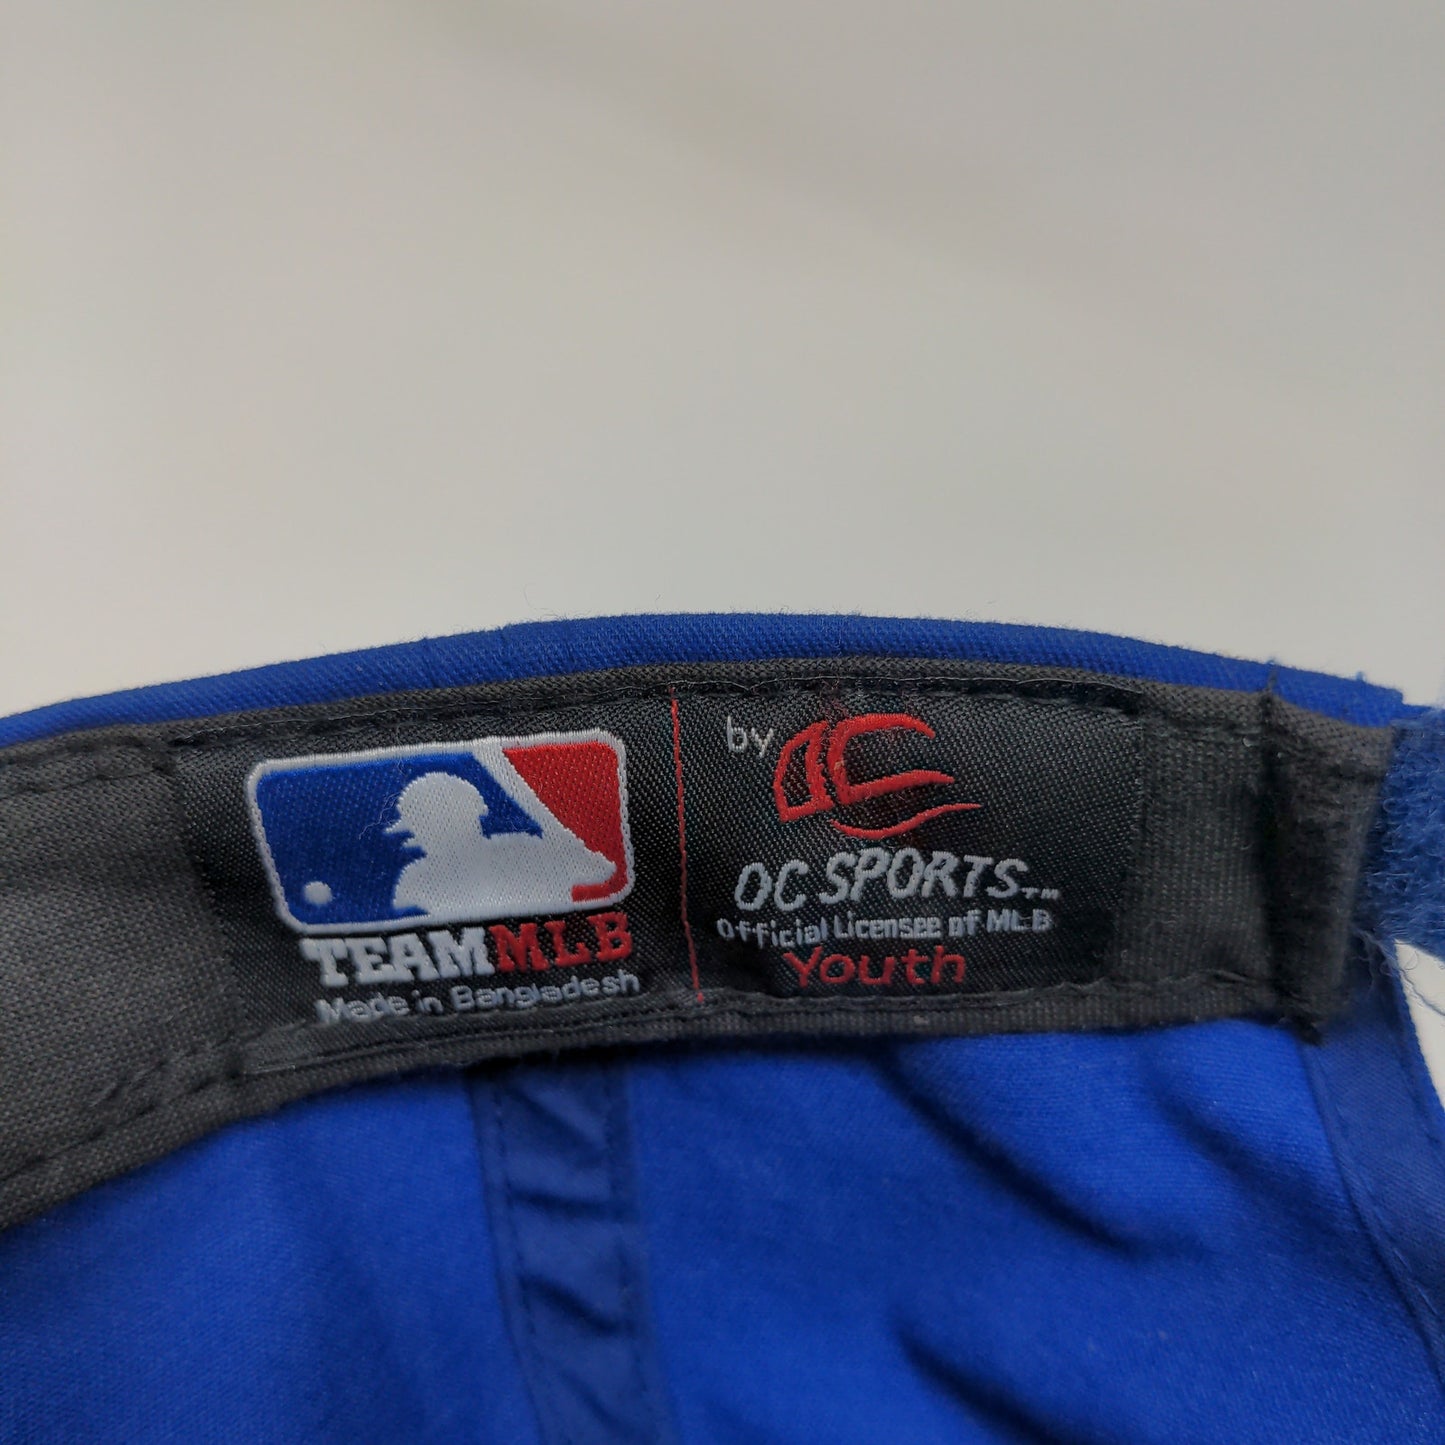 TEAMMLB
Made in Bangladesh
by
OC SPORTS™
Official Licensee of MLB
Youth